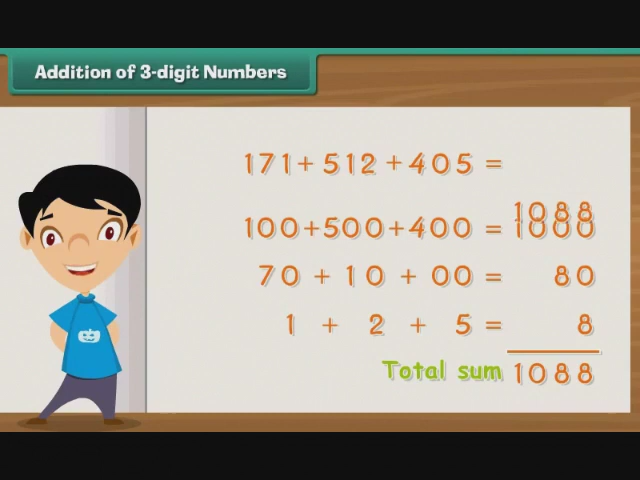 Addition of 3-digit Numbers
171+ 512 +405 =
1088
100+500+400 = 1000
70 + 10 + 00 = 80
1 + 2 + 5 = 8
Total sum 1088